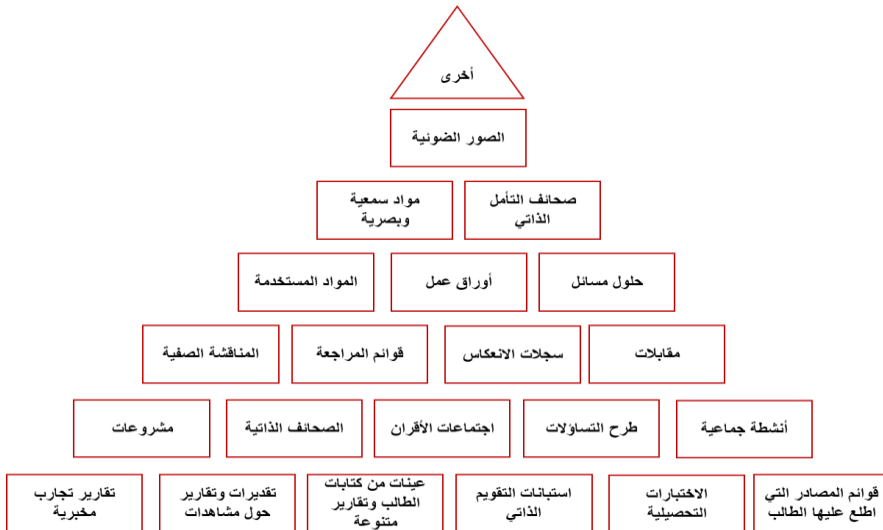 أخرى
الصور الضوئية
صحائف التأمل
الذاتي
مواد سمعية
وبصرية
حلول مسائل
أوراق عمل
المواد المستخدمة
مقابلات
سجلات الانعكاس
قوائم المراجعة
المناقشة الصفية
أنشطة جماعية
طرح التساؤلات
اجتماعات الأقران
الصحائف الذاتية
مشروعات
قوائم المصادر التي
اطلع عليها الطالب
الاختبارات
التحصيلية
استبانات التقويم
الذاتي
عينات من كتابات
الطالب وتقارير
متنوعة
تقديرات وتقارير
حول مشاهدات
تقارير تجارب
مخبرية